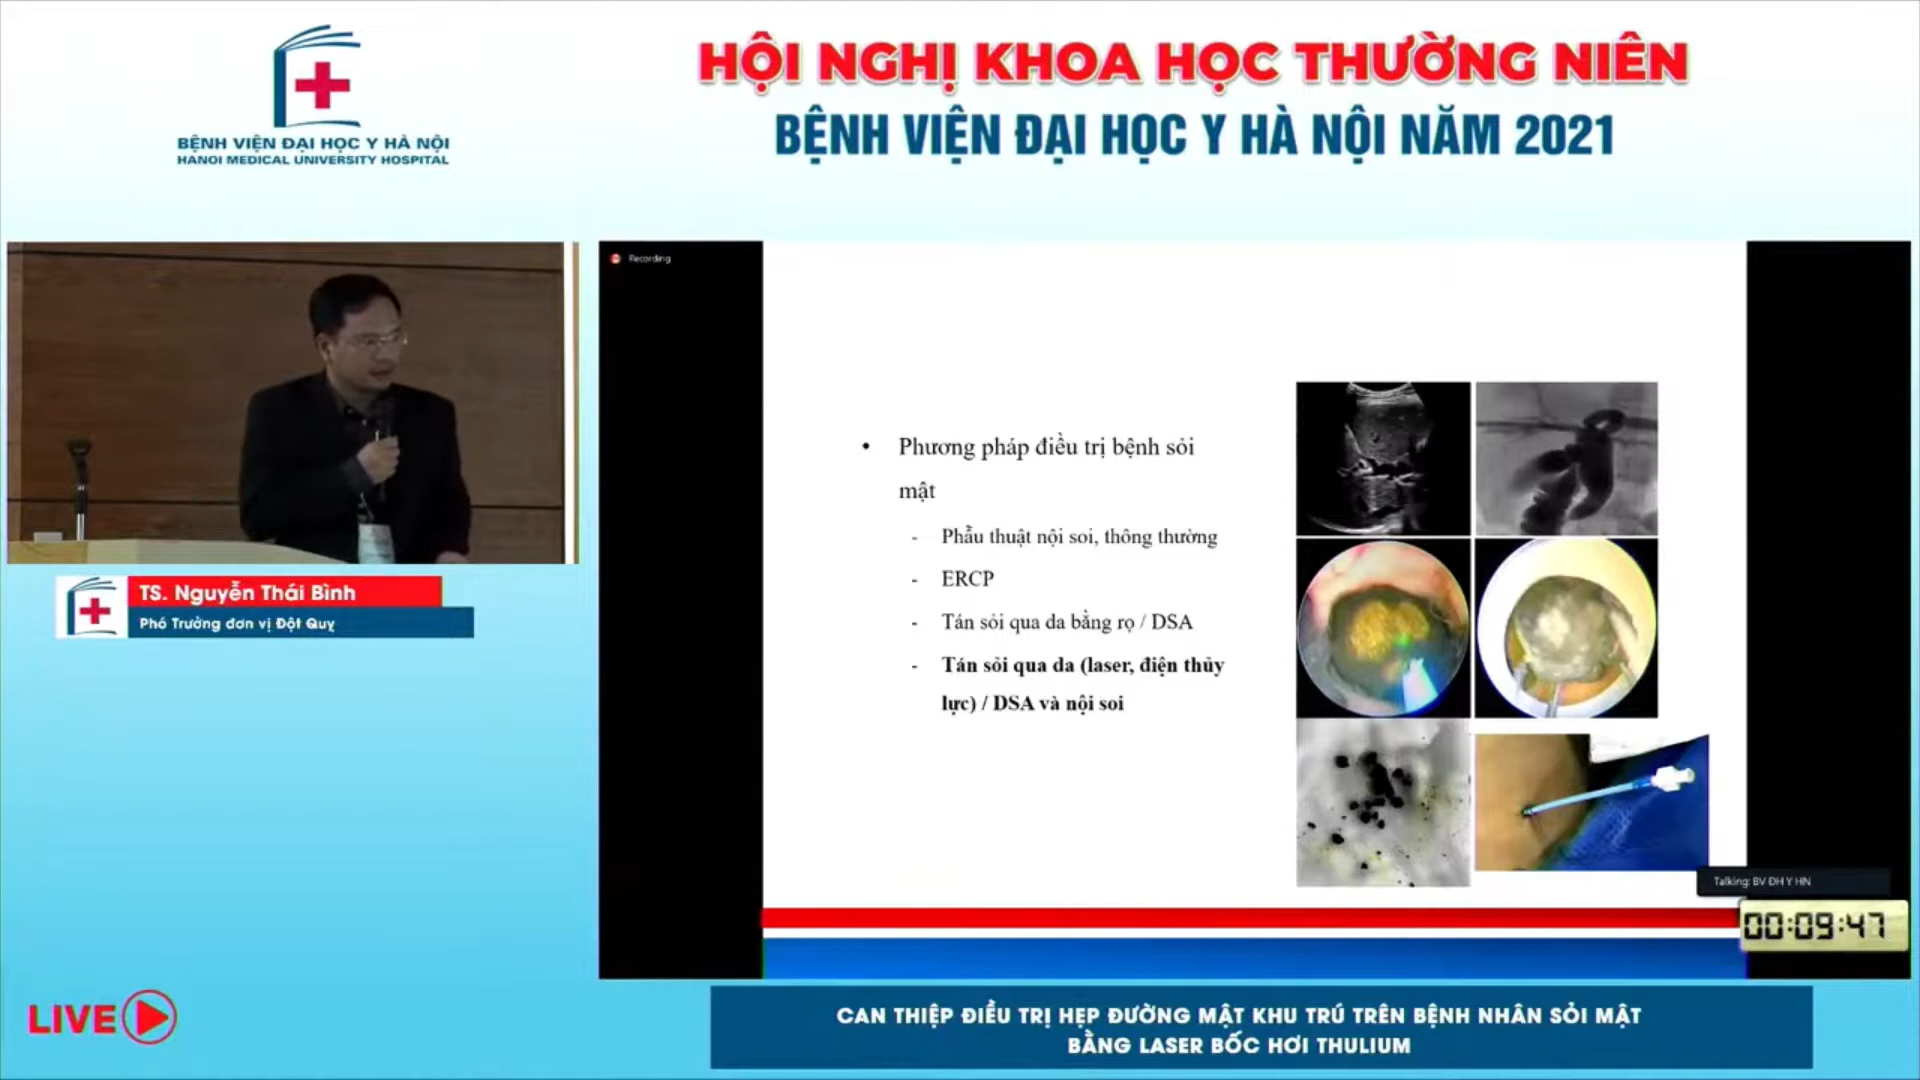 BỆNH VIỆN ĐẠI HỌC Y HÀ NỘI
HANOI MEDICAL UNIVERSITY HOSPITAL
HỘI NGHỊ KHOA HỌC THƯỜNG NIÊN
BỆNH VIỆN ĐẠI HỌC Y HÀ NỘI NĂM 2021
Recording
• Phương pháp điều trị bệnh sỏi
mật
- Phẫu thuật nội soi, thông thường
- ERCP
- Tán sỏi qua da bằng rọ / DSA
- Tán sỏi qua da (laser, điện thủy
lực) / DSA và nội soi
TS. Nguyễn Thái Bình
Phó Trưởng đơn vị Đột Quỵ
Talking: BV ĐH Y HN
00:09:47
LIVE
CAN THIỆP ĐIỀU TRỊ HẸP ĐƯỜNG MẬT KHU TRÚ TRÊN BỆNH NHÂN SỎI MẬT
BẰNG LASER BỐC HƠI THULIUM